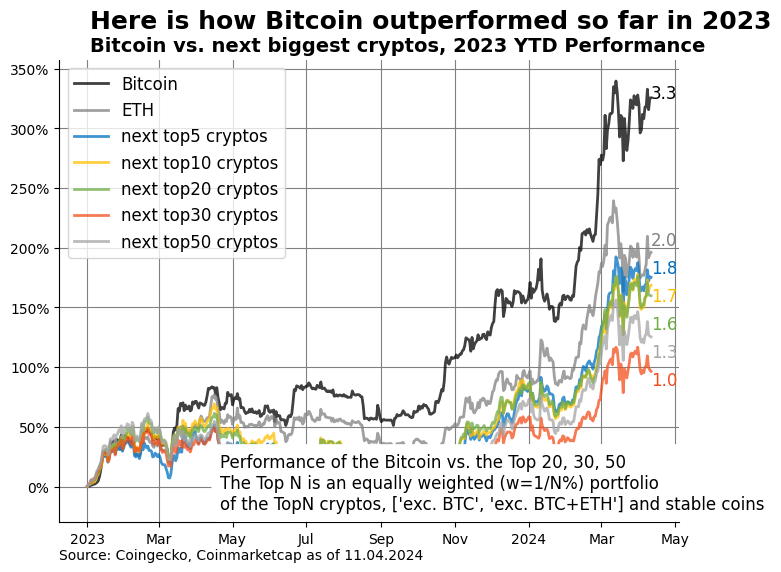 Here is how Bitcoin outperformed so far in 2023
Bitcoin vs. next biggest cryptos, 2023 YTD Performance
350%
300%
250%
200%
150%
100%
50%
0%
Bitcoin
ETH
next top5 cryptos
next top10 cryptos
next top20 cryptos
next top30 cryptos
next top50 cryptos
3.3
2.0
1.8
1.7
1.6
1.3
1.0
Performance of the Bitcoin vs. the Top 20, 30, 50
The Top N is an equally weighted (w=1/N%) portfolio
of the TopN cryptos, ['exc. BTC', 'exc. BTC+ETH'] and stable coins
2023 Mar May Jul Sep Nov 2024 Mar May
Source: Coingecko, Coinmarketcap as of 11.04.2024